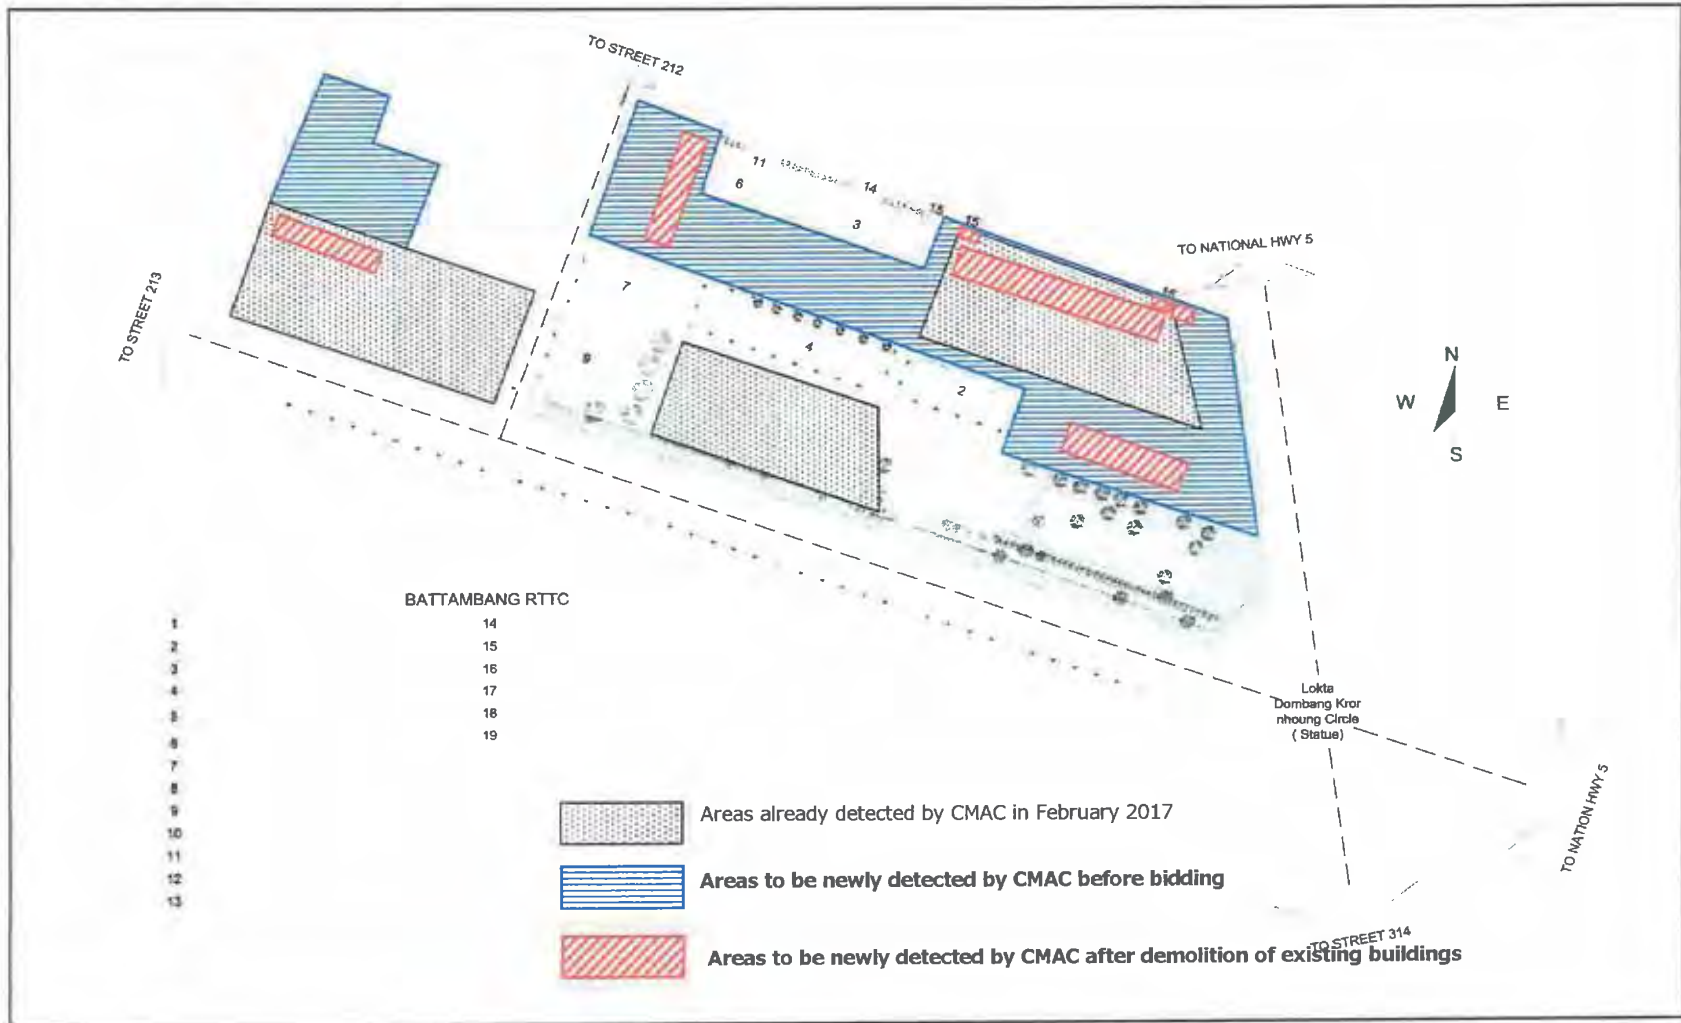 TO STREET 212
11
14
6
3
15
15
16
TO NATIONAL HWY 5
TO STREET 213
7
4
9
2
N
W
E
S
BATTAMBANG RTTC
1
2
3
4
5
6
7
8
9
10
11
12
13
14
15
16
17
18
19
Lokta
Dombang Kror
nhoung Circle
( Statue)
TO NATION HWY 5
TO STREET 314
Areas already detected by CMAC in February 2017
Areas to be newly detected by CMAC before bidding
Areas to be newly detected by CMAC after demolition of existing buildings